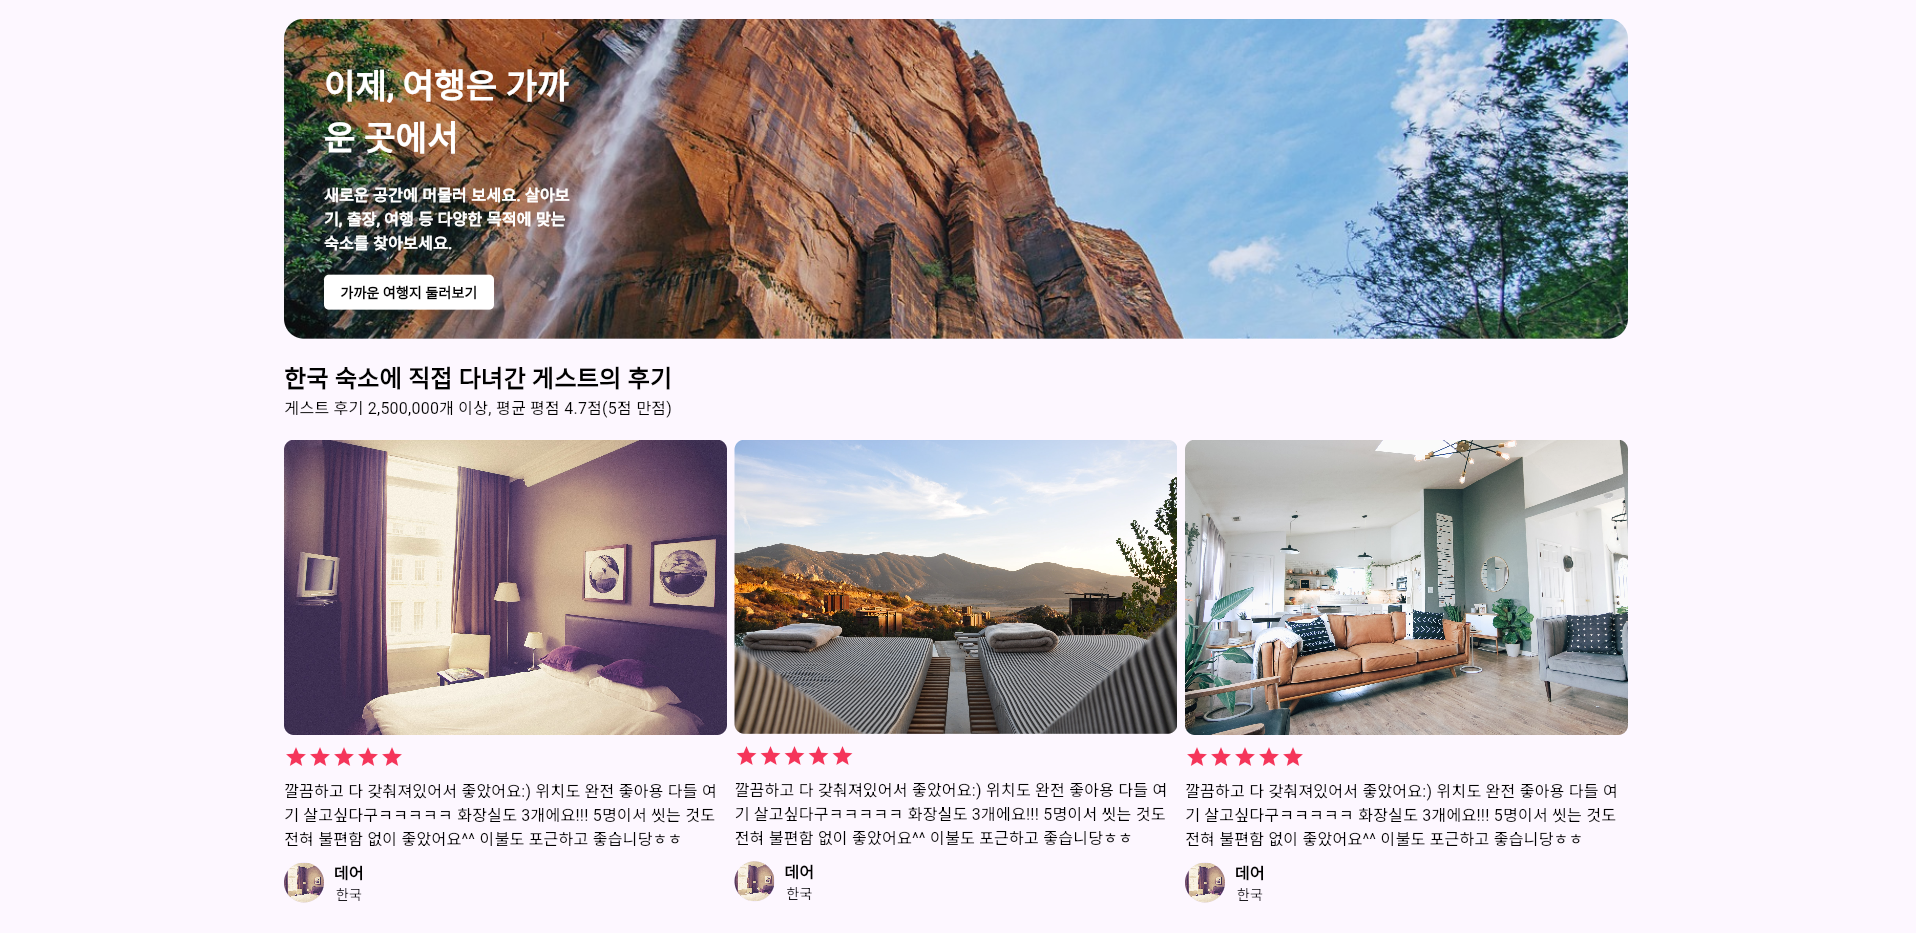 이제, 여행은 가까
운 곳에서
새로운 공간에 머물러 보세요. 살아보
기, 출장, 여행 등 다양한 목적에 맞는
숙소를 찾아보세요.
가까운 여행지 둘러보기
한국 숙소에 직접 다녀간 게스트의 후기
게스트 후기 2,500,000개 이상, 평균 평점 4.7점(5점 만점)
깔끔하고 다 갖춰져있어서 좋았어요:) 위치도 완전 좋아용 다들 여
기 살고싶다구ㅋㅋㅋㅋㅋ 화장실도 3개에요!!! 5명이서 씻는 것도
전혀 불편함 없이 좋았어요^^ 이불도 포근하고 좋습니당ㅎㅎ
데어
한국
깔끔하고 다 갖춰져있어서 좋았어요:) 위치도 완전 좋아용 다들 여
기 살고싶다구ㅋㅋㅋㅋㅋ 화장실도 3개에요!!! 5명이서 씻는 것도
전혀 불편함 없이 좋았어요^^ 이불도 포근하고 좋습니당ㅎㅎ
데어
한국
깔끔하고 다 갖춰져있어서 좋았어요:) 위치도 완전 좋아용 다들 여
기 살고싶다구ㅋㅋㅋㅋㅋ 화장실도 3개에요!!! 5명이서 씻는 것도
전혀 불편함 없이 좋았어요^^ 이불도 포근하고 좋습니당ㅎㅎ
데어
한국